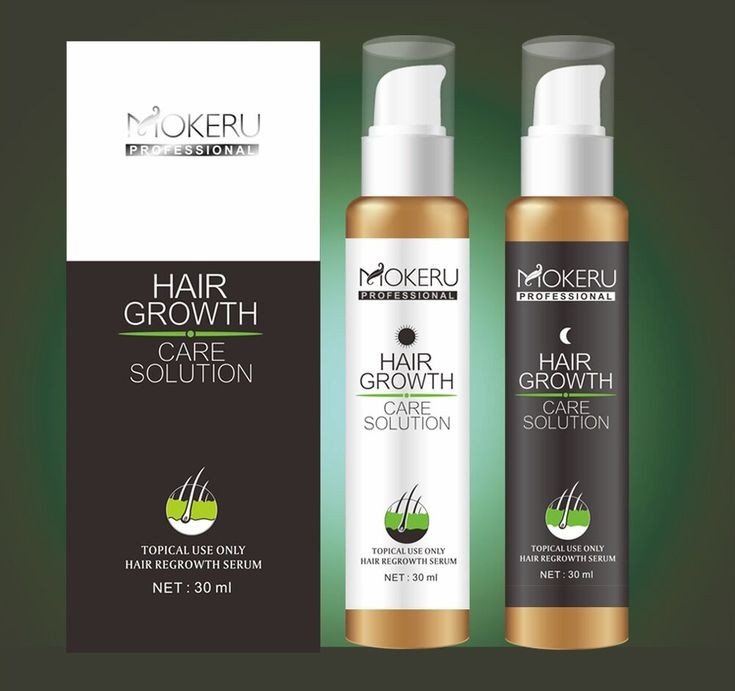 MOKERU
PROFESSIONAL
HAIR
GROWTH
CARE
SOLUTION
TOPICAL USE ONLY
HAIR REGROWTH SERUM
NET : 30 ml
MOKERU
PROFESSIONAL
HAIR
GROWTH
CARE
SOLUTION
TOPICAL USE ONLY
HAIR REGROWTH SERUM
NET : 30 ml
MOKERU
PROFESSIONAL
HAIR
GROWTH
CARE
SOLUTION
TOPICAL USE ONLY
HAIR REGROWTH SERUM
NET : 30 ml